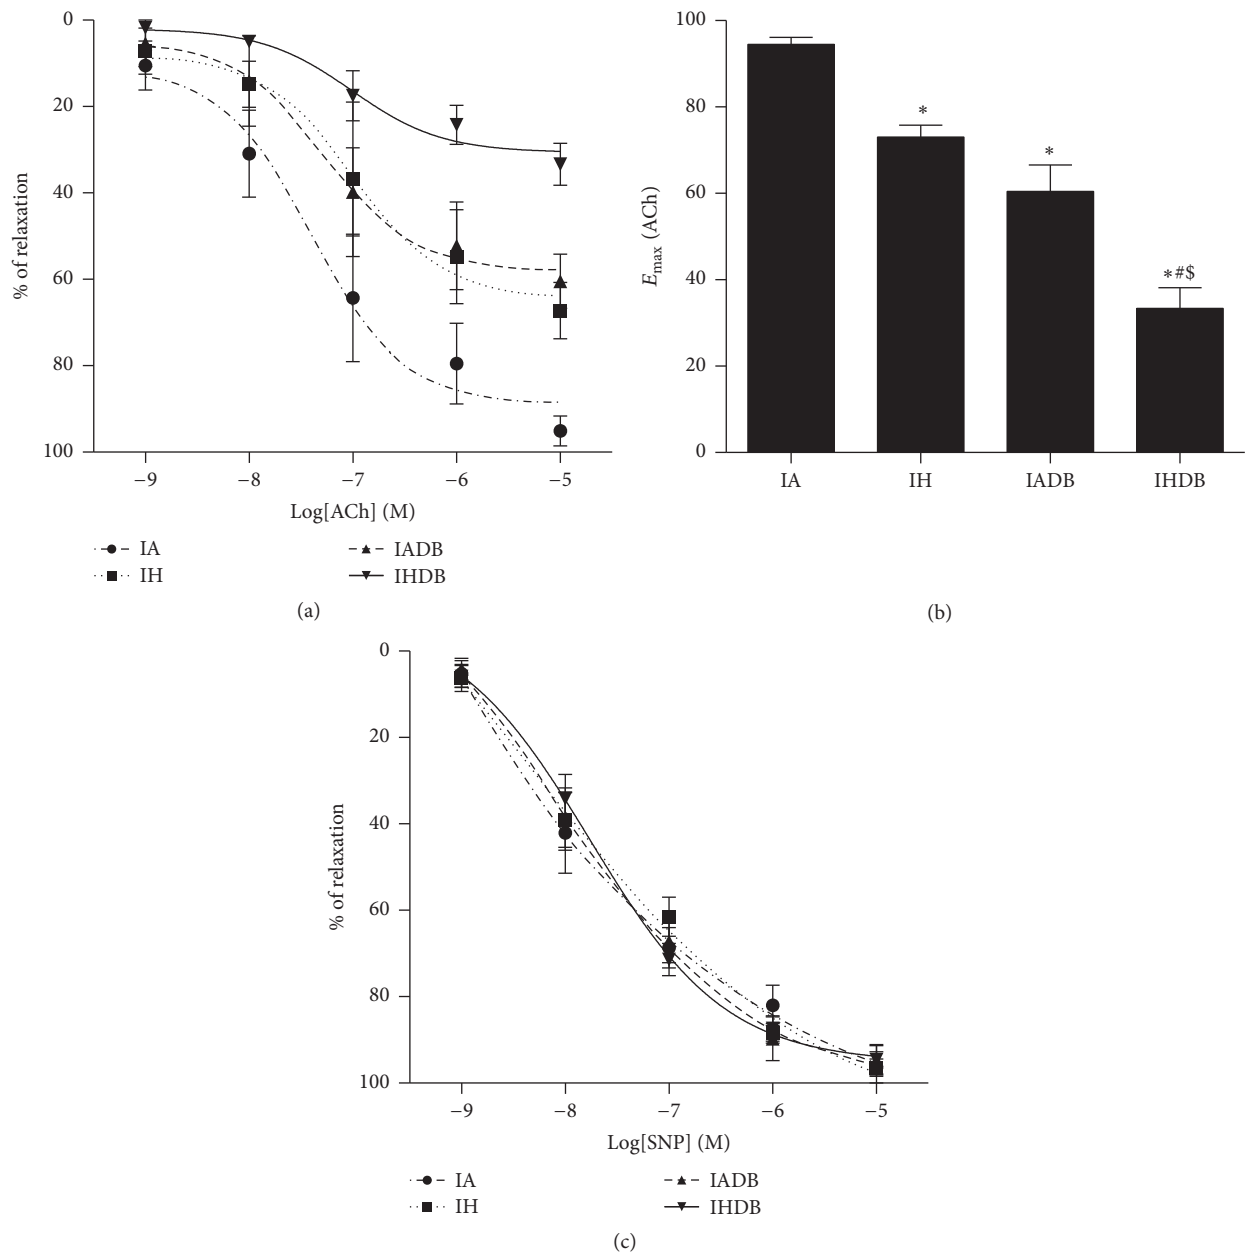 0
20
40
60
80
100
% of relaxation
−9
−8
−7
−6
−5
Log[ACh] (M)
IA
IADB
IH
IHDB
(a)
100
80
60
40
20
0
Emax (ACh)
*
*
*#$
IA
IH
IADB
IHDB
(b)
0
20
40
60
80
100
% of relaxation
−9
−8
−7
−6
−5
Log[SNP] (M)
IA
IADB
IH
IHDB
(c)